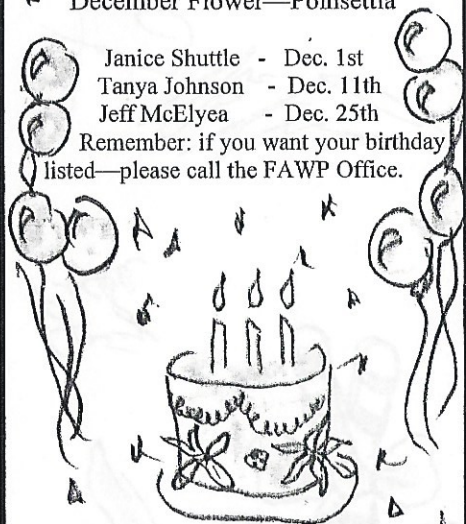 December Flower—Poinsettia
Janice Shuttle - Dec. 1st
Tanya Johnson - Dec. 11th
Jeff McElyea - Dec. 25th
Remember: if you want your birthday
listed—please call the FAWP Office.